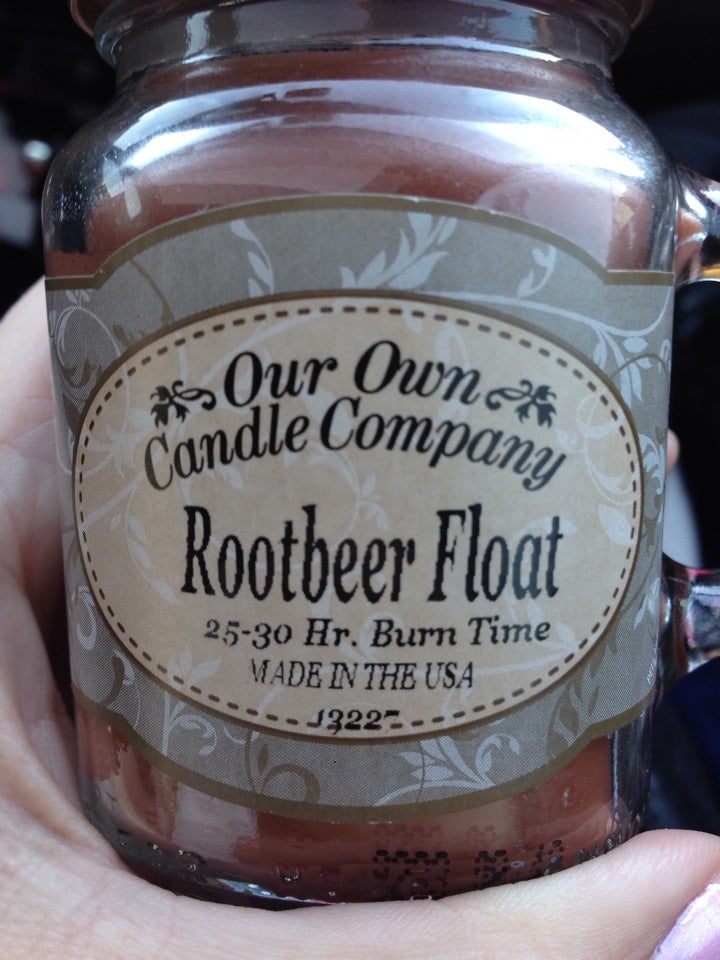 Our Own
Candle Company
Rootbeer Float
25-30 Hr. Burn Time
MADE IN THE USA
13227